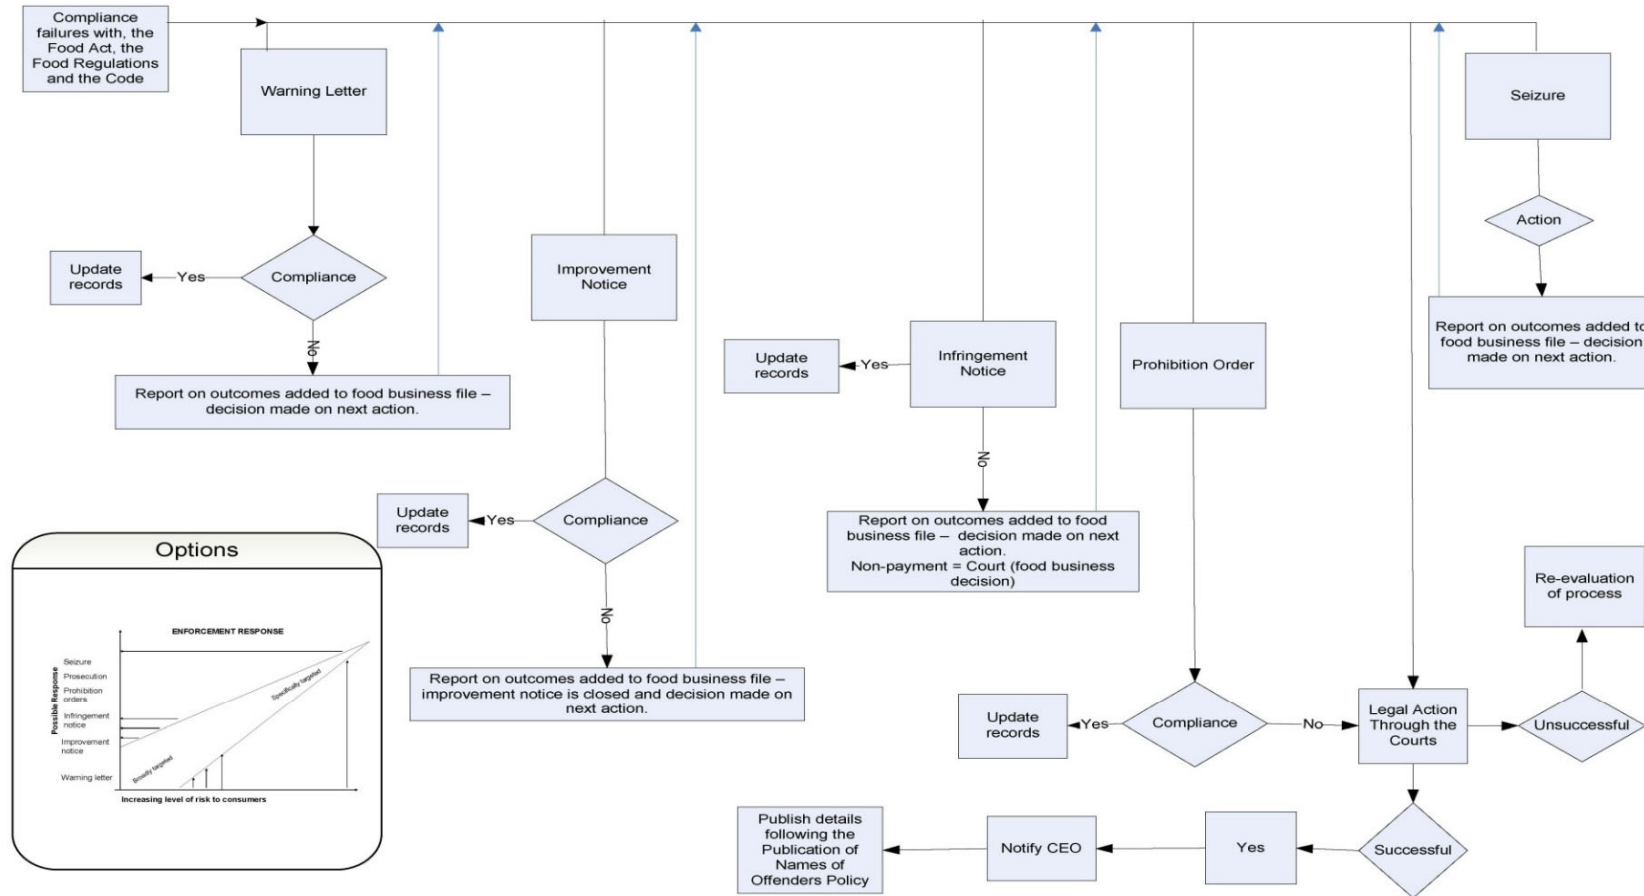 Compliance
failures with, the
Food Act, the
Food Regulations
and the Code
Warning Letter
Compliance
Yes
Update
records
No
Report on outcomes added to food business file –
decision made on next action.
Improvement
Notice
Compliance
Yes
Update
records
No
Report on outcomes added to food business file –
improvement notice is closed and decision made on
next action.
Infringement
Notice
Yes
Update
records
No
Report on outcomes added to food
business file – decision made on next
action.
Non-payment = Court (food business
decision)
Prohibition Order
Compliance
Yes
Update
records
No
Legal Action
Through the
Courts
Unsuccessful
Re-evaluation
of process
Successful
Yes
Notify CEO
Publish details
following the
Publication of
Names of
Offenders Policy
Seizure
Action
Report on outcomes added to
food business file – decision
made on next action.
Options
ENFORCEMENT RESPONSE
Possible Response
Seizure
Prosecution
Prohibition
orders
Infringement
notice
Improvement
notice
Warning letter
Specifically targeted
Broadly targeted
Increasing level of risk to consumers